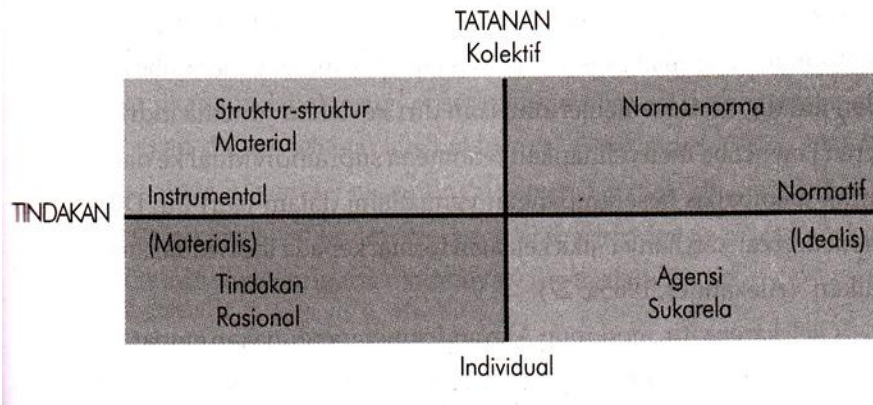 TATANAN
Kolektif
Struktur-struktur
Material
Norma-norma
Instrumental
Normatif
TINDAKAN
(Materialis)
(Idealis)
Tindakan
Rasional
Agensi
Sukarela
Individual